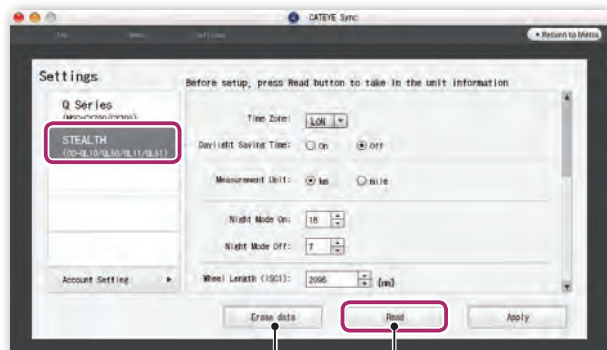 CATEYE Sync
Settings
• Return to Menu
Settings
Before setup, press Read button to take in the unit information
Q Series
STEALTH
(CC-GL10/GL50/GL11/GL51)
Time Zone: LON
Daylight Saving Time: On Off
Measurement Unit: km mile
Night Mode On: 18
Night Mode Off: 7
Account Setting
Wheel Length (ISC1): 2096 (mm)
Erase data
Read
Apply